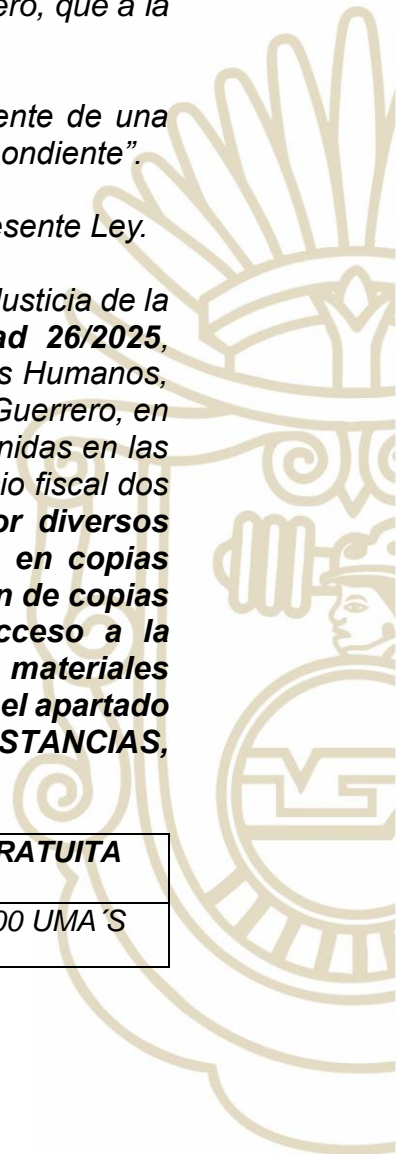 ero, que a la
ente de una
ondiente”.
esente Ley.
Justicia de la
ad 26/2025,
s Humanos,
Guerrero, en
nidas en las
io fiscal dos
or diversos
en copias
n de copias
cceso a la
materiales
el apartado
STANCIAS,
RATUITA
00 UMA´S